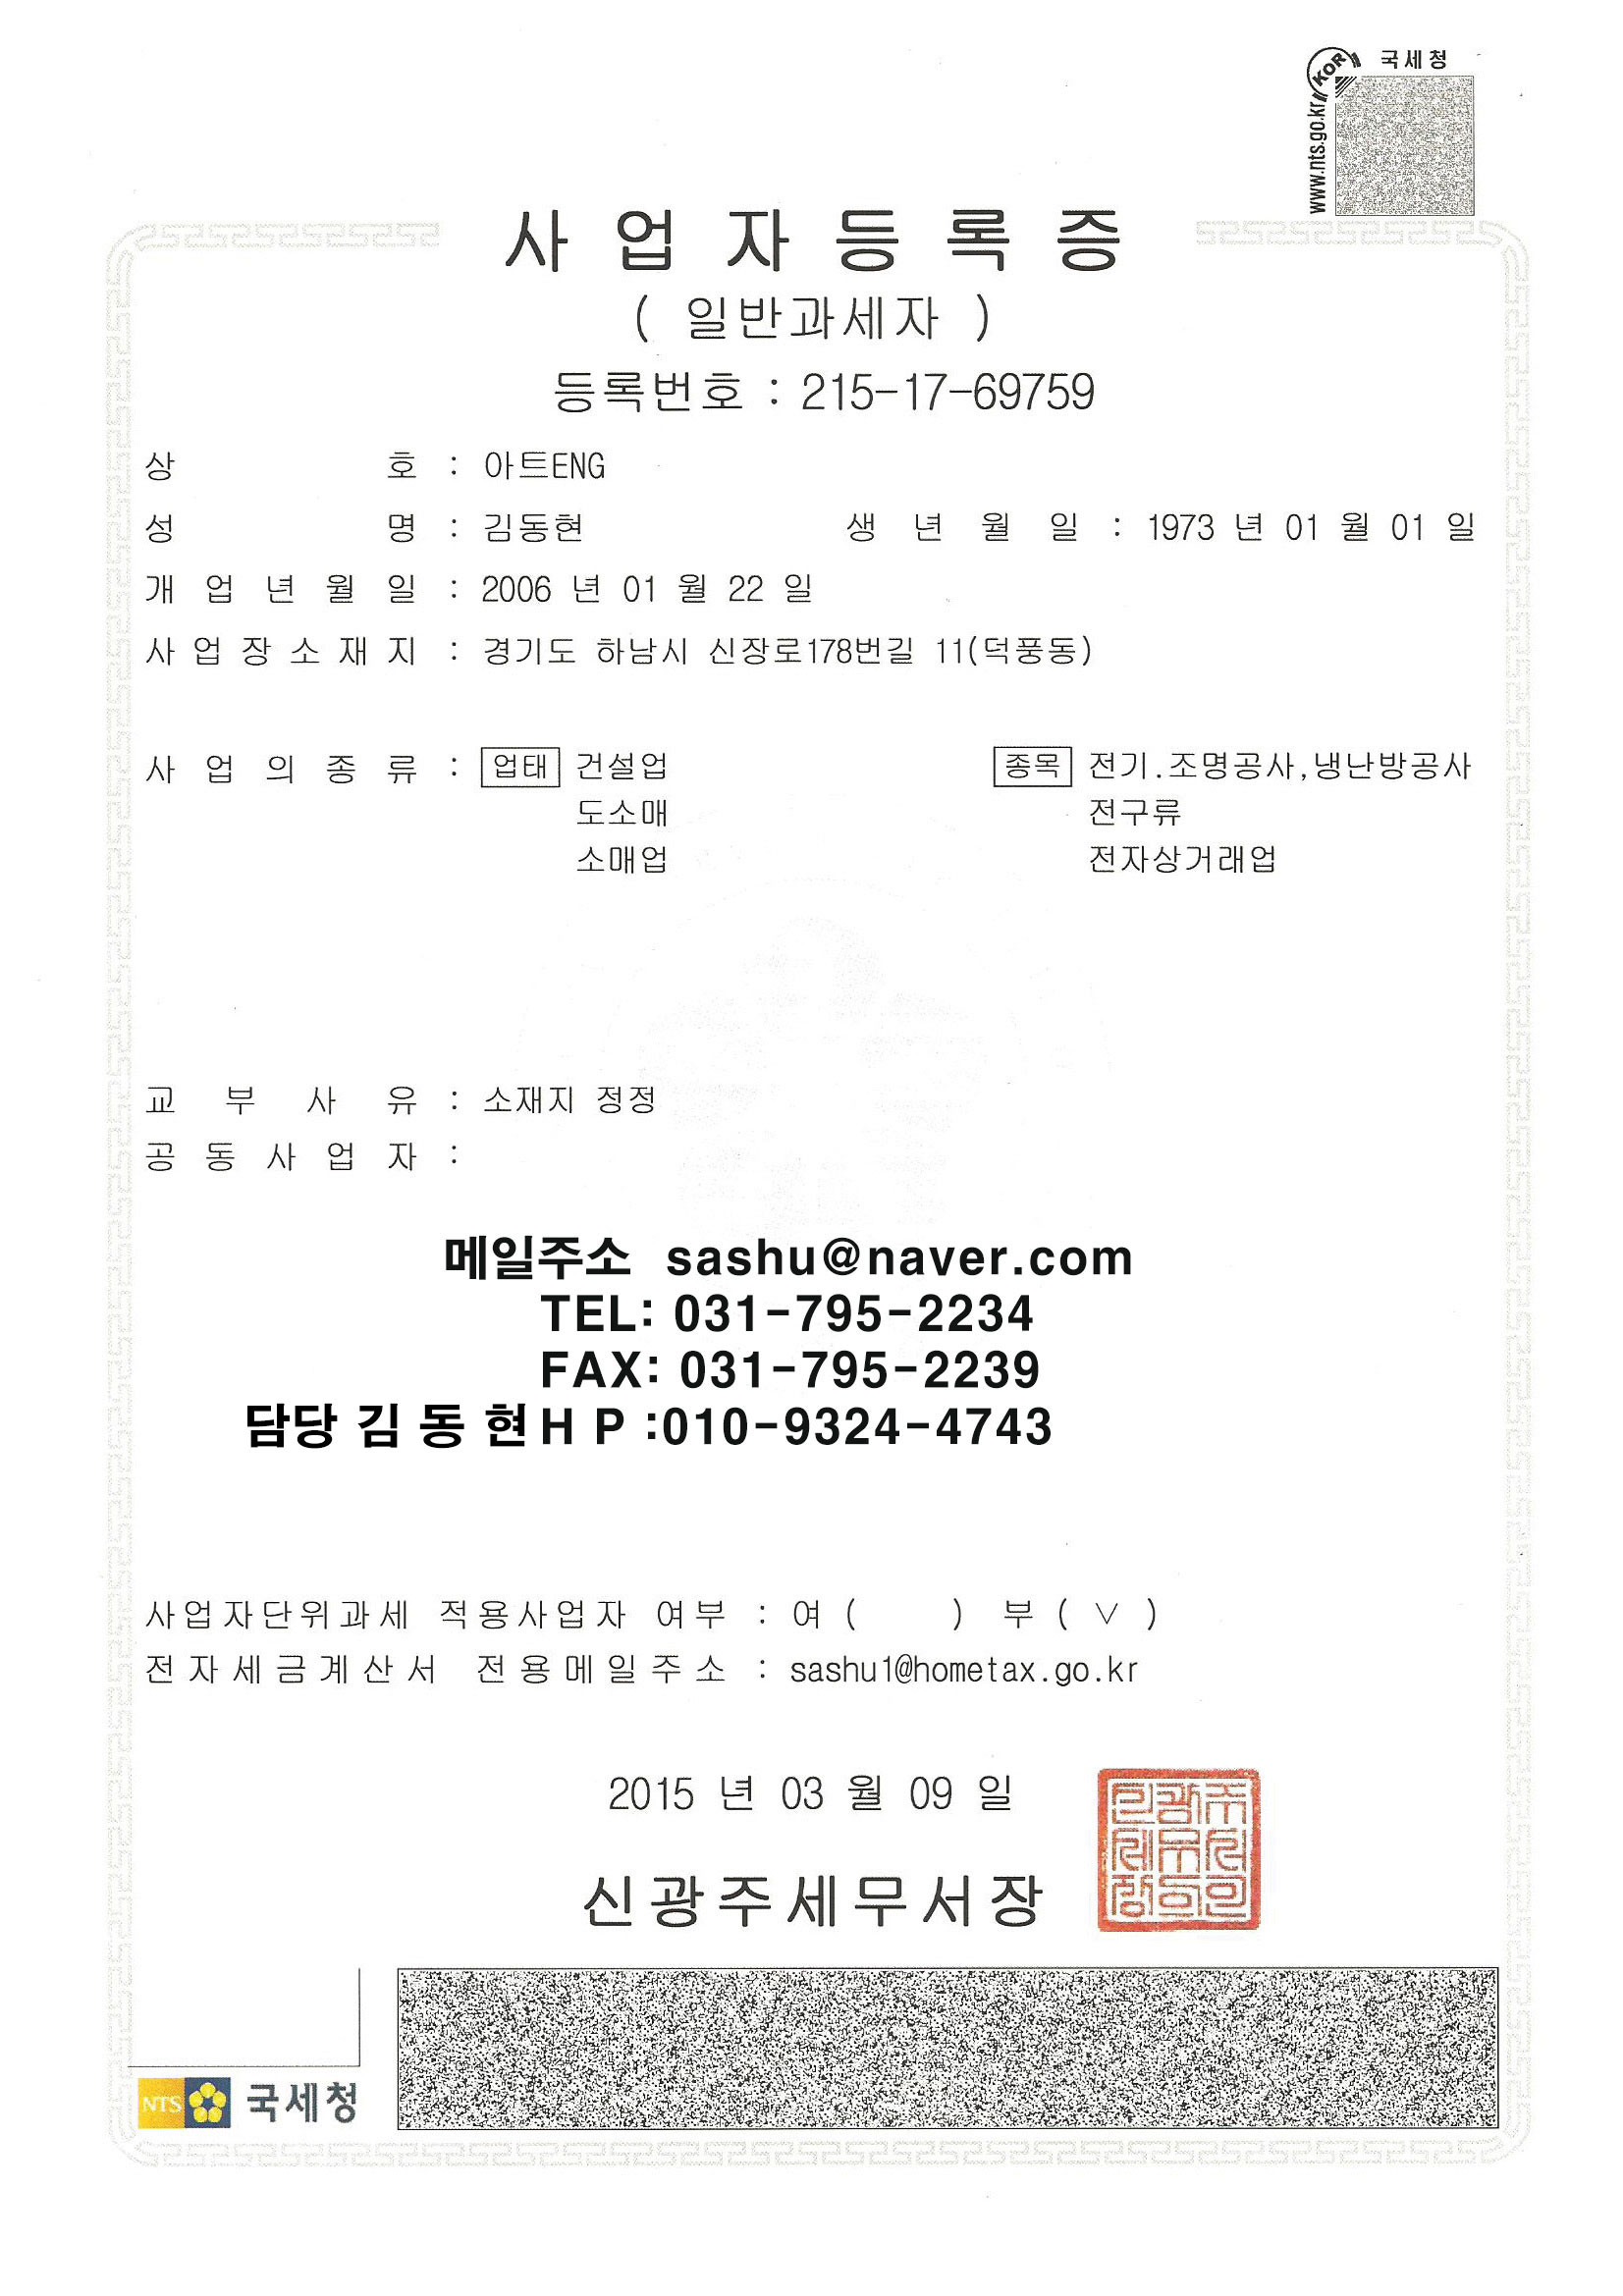 국세청
www.nts.go.kr
KOR
사업자등록증
( 일반과세자 )
등록번호 : 215-17-69759
상 호 : 아트ENG
성 명 : 김동현 생 년 월 일 : 1973 년 01 월 01 일
개 업 년 월 일 : 2006 년 01 월 22 일
사 업 장 소 재 지 : 경기도 하남시 신장로178번길 11(덕풍동)
사 업 의 종 류 : 업태 건설업 종목 전기.조명공사,냉난방공사
도소매 전구류
소매업 전자상거래업
교 부 사 유 : 소재지 정정
공 동 사 업 자 :
메일주소 sashu@naver.com
TEL: 031-795-2234
FAX: 031-795-2239
담당 김 동 현 H P :010-9324-4743
사업자단위과세 적용사업자 여부 : 여 ( ) 부 ( ∨ )
전자세금계산서 전용메일주소 : sashu1@hometax.go.kr
2015 년 03 월 09 일
신광주세무서장
NTS 국세청